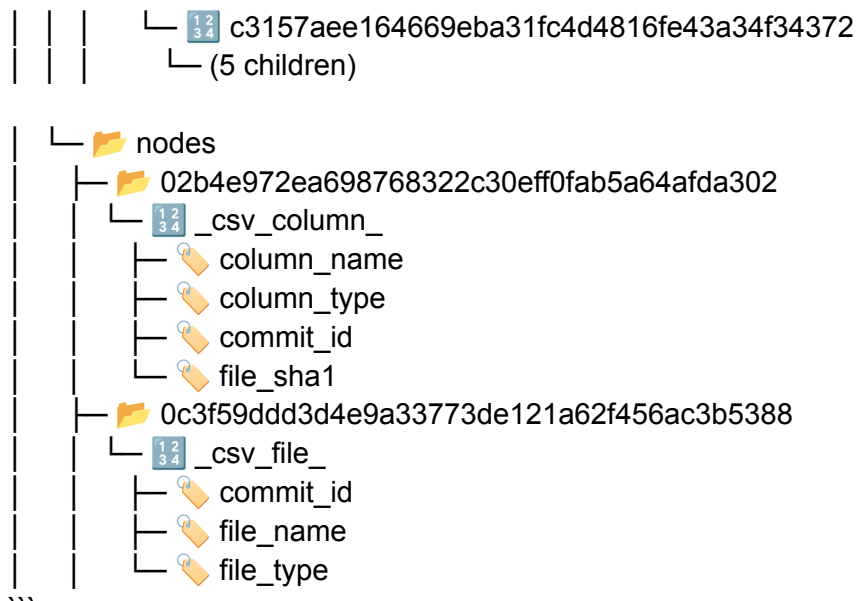 │ │ │ └─ 🔢 c3157aee164669eba31fc4d4816fe43a34f34372
│ │ │ └─ (5 children)
│ └─ 📂 nodes
│ ├─ 📂 02b4e972ea698768322c30eff0fab5a64afda302
│ │ └─ 🔢 _csv_column_
│ │ ├─ 🏷️ column_name
│ │ ├─ 🏷️ column_type
│ │ ├─ 🏷️ commit_id
│ │ └─ 🏷️ file_sha1
│ ├─ 📂 0c3f59ddd3d4e9a33773de121a62f456ac3b5388
│ │ └─ 🔢 _csv_file_
│ │ ├─ 🏷️ commit_id
│ │ ├─ 🏷️ file_name
│ │ └─ 🏷️ file_type
```